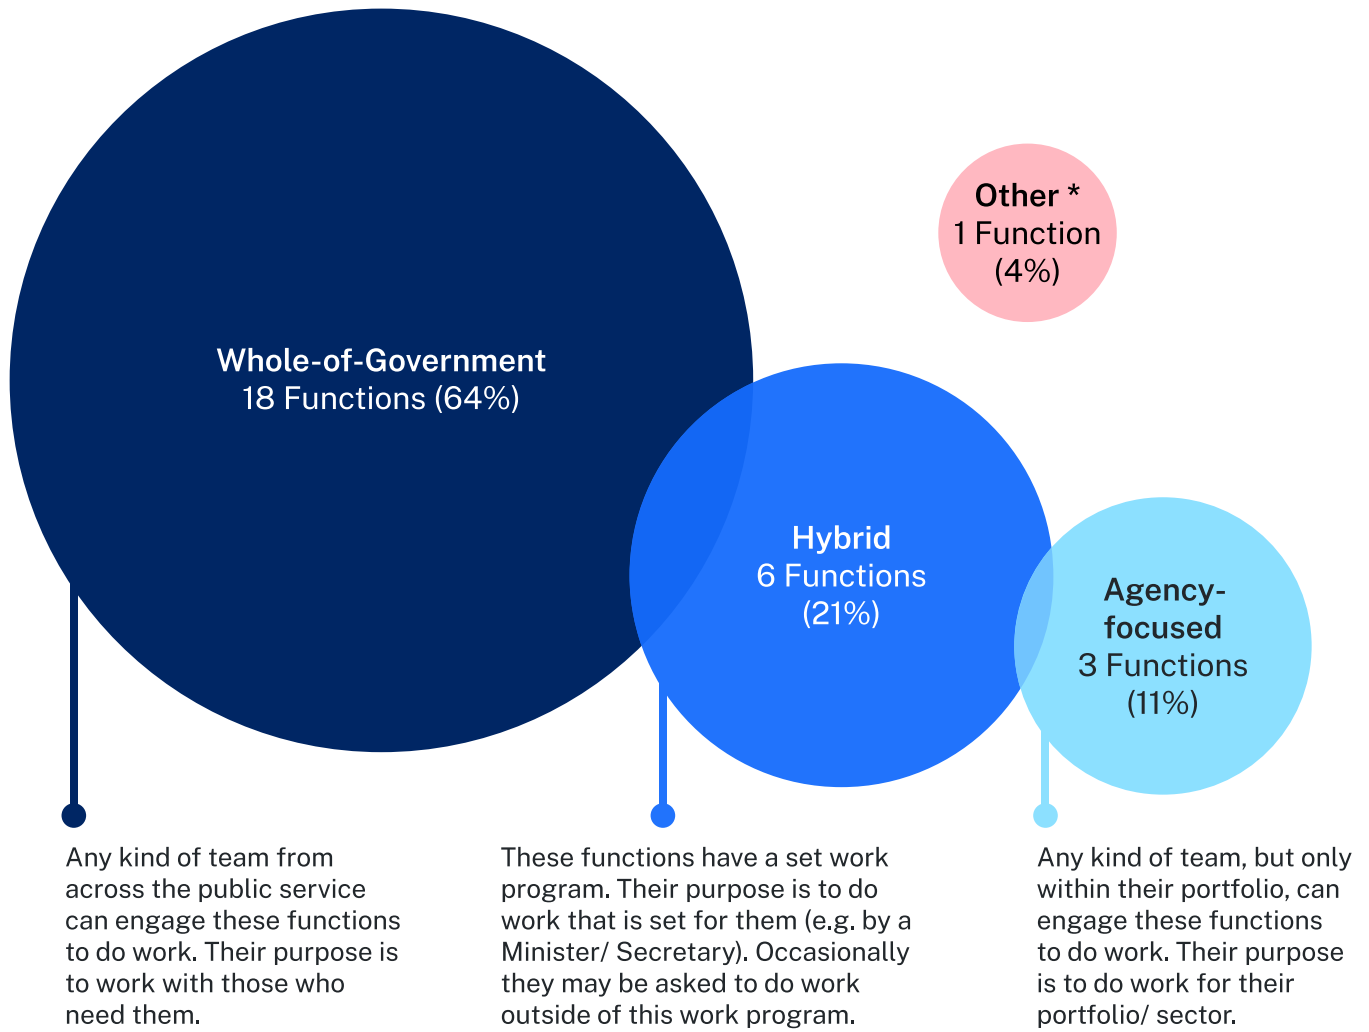 Whole-of-Government
18 Functions (64%)
Other *
1 Function
(4%)
Hybrid
6 Functions
(21%)
Agency-
focused
3 Functions
(11%)
Any kind of team from
across the public service
can engage these functions
to do work. Their purpose is
to work with those who
need them.
These functions have a set work
program. Their purpose is to do
work that is set for them (e.g. by a
Minister/ Secretary). Occasionally
they may be asked to do work
outside of this work program.
Any kind of team, but only
within their portfolio, can
engage these functions
to do work. Their purpose
is to do work for their
portfolio/ sector.